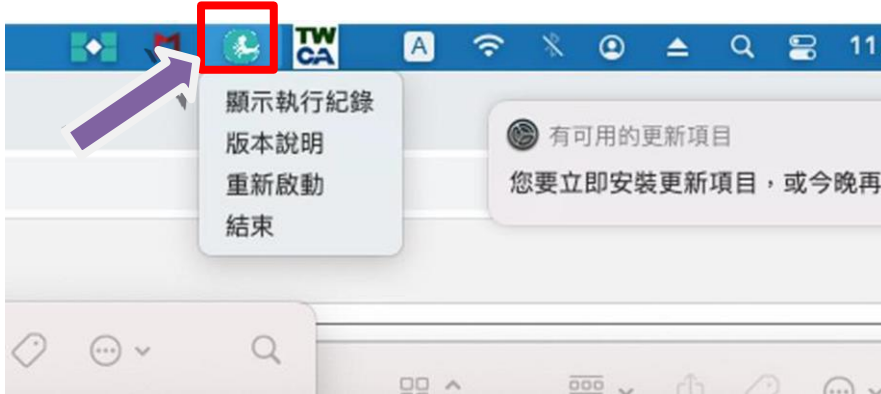 TW
CA
A
11
顯示執行紀錄
版本說明
重新啟動
結束
有可用的更新項目
您要立即安裝更新項目，或今晚再